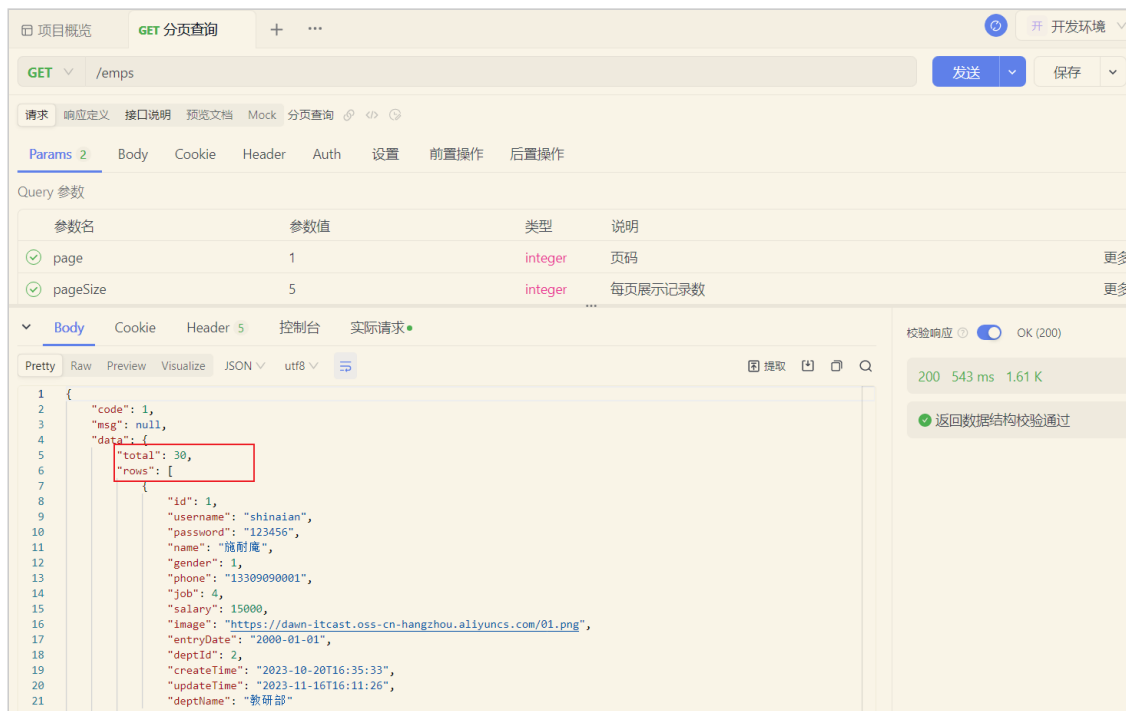 项目概览 GET 分页查询 + ··· 开 开发环境
GET /emps 发送 保存
请求 响应定义 接口说明 预览文档 Mock 分页查询
Params 2 Body Cookie Header Auth 设置 前置操作 后置操作
Query 参数
参数名 参数值 类型 说明
page 1 integer 页码 更多
pageSize 5 integer 每页展示记录数 更多
Body Cookie Header 5 控制台 实际请求 校验响应 OK (200)
Pretty Raw Preview Visualize JSON utf8 提取
200 543 ms 1.61 K
返回数据结构校验通过
1 {
2 "code": 1,
3 "msg": null,
4 "data": {
5 "total": 30,
6 "rows": [
7 {
8 "id": 1,
9 "username": "shinaian",
10 "password": "123456",
11 "name": "施耐庵",
12 "gender": 1,
13 "phone": "13309090001",
14 "job": 4,
15 "salary": 15000,
16 "image": "https://dawn-itcast.oss-cn-hangzhou.aliyuncs.com/01.png",
17 "entryDate": "2000-01-01",
18 "deptId": 2,
19 "createTime": "2023-10-20T16:35:33",
20 "updateTime": "2023-11-16T16:11:26",
21 "deptName": "教研部"